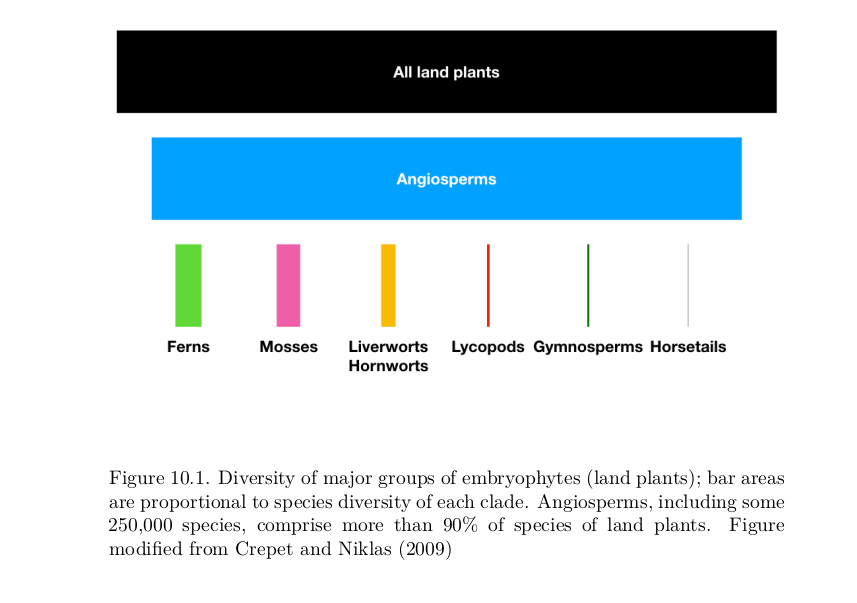 All land plants
Angiosperms
Ferns Mosses Liverworts Lycopods Gymnosperms Horsetails
Hornworts
Figure 10.1. Diversity of major groups of embryophytes (land plants); bar areas
are proportional to species diversity of each clade. Angiosperms, including some
250,000 species, comprise more than 90% of species of land plants. Figure
modified from Crepet and Niklas (2009)